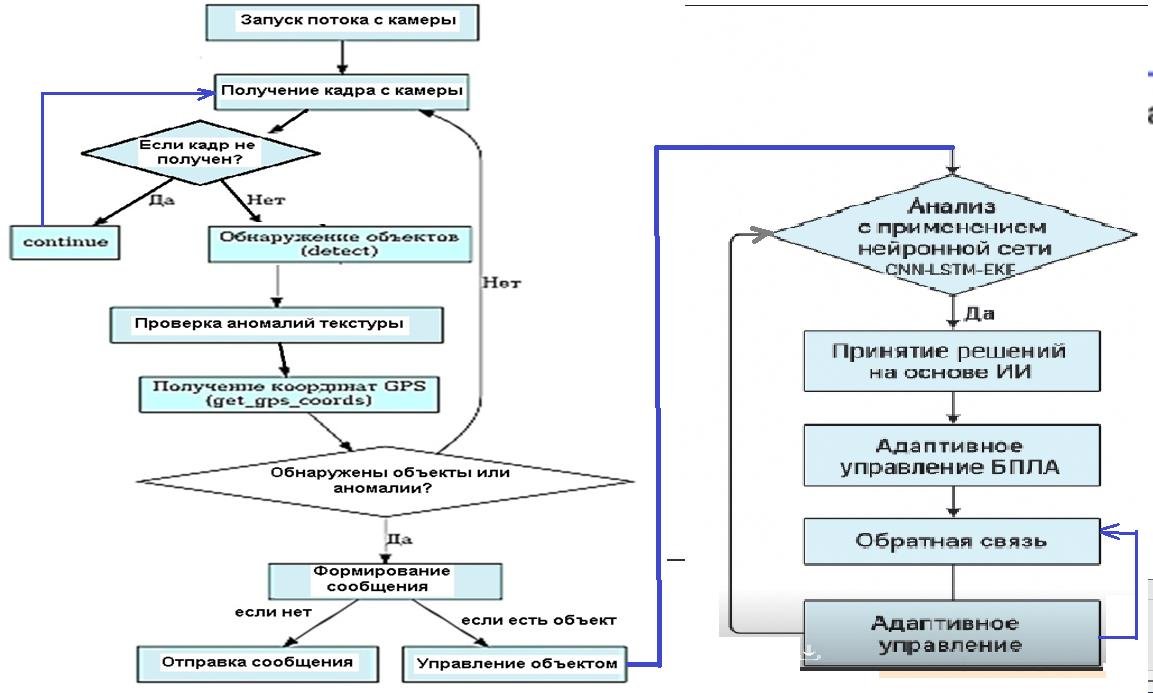 Запуск потока с камеры
Получение кадра с камеры
Если кадр не
получен?
Да
Нет
continue
Обнаружение объектов
(detect)
Нет
Проверка аномалий текстуры
Получение координат GPS
(get_gps_coords)
Обнаружены объекты или
аномалии?
Да
Формирование
сообщения
если нет
если есть объект
Отправка сообщения
Управление объектом
Анализ
с применением
нейронной сети
CNN-LSTM-EKF
Да
Принятие решений
на основе ИИ
Адаптивное
управление БПЛА
Обратная связь
Адаптивное
управление